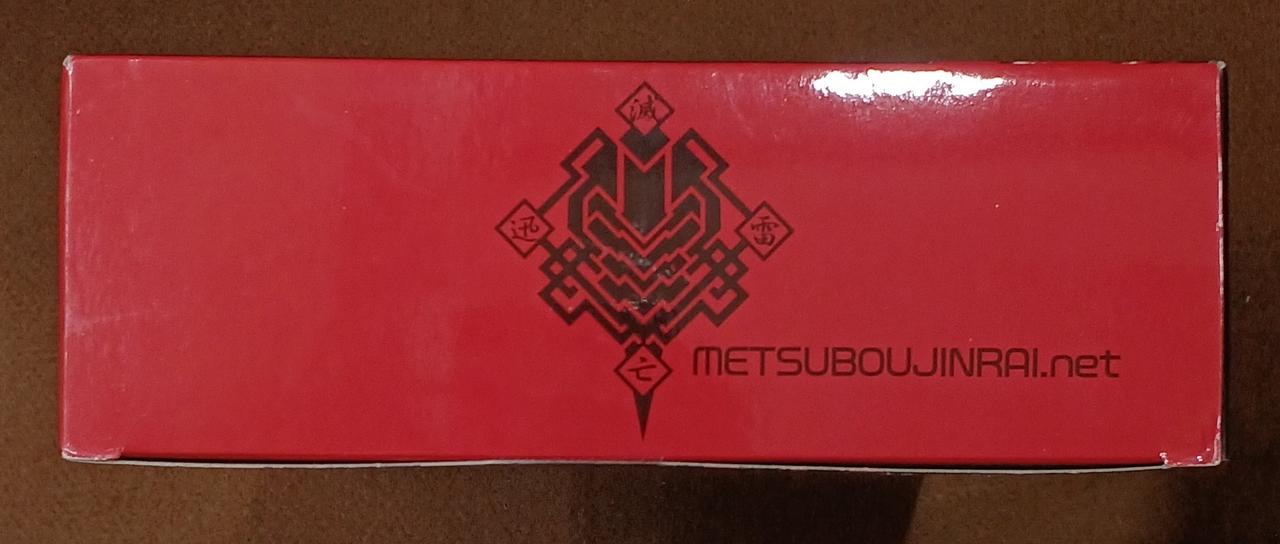 滅
迅
雷
亡
METSUBOUJINRAI.net